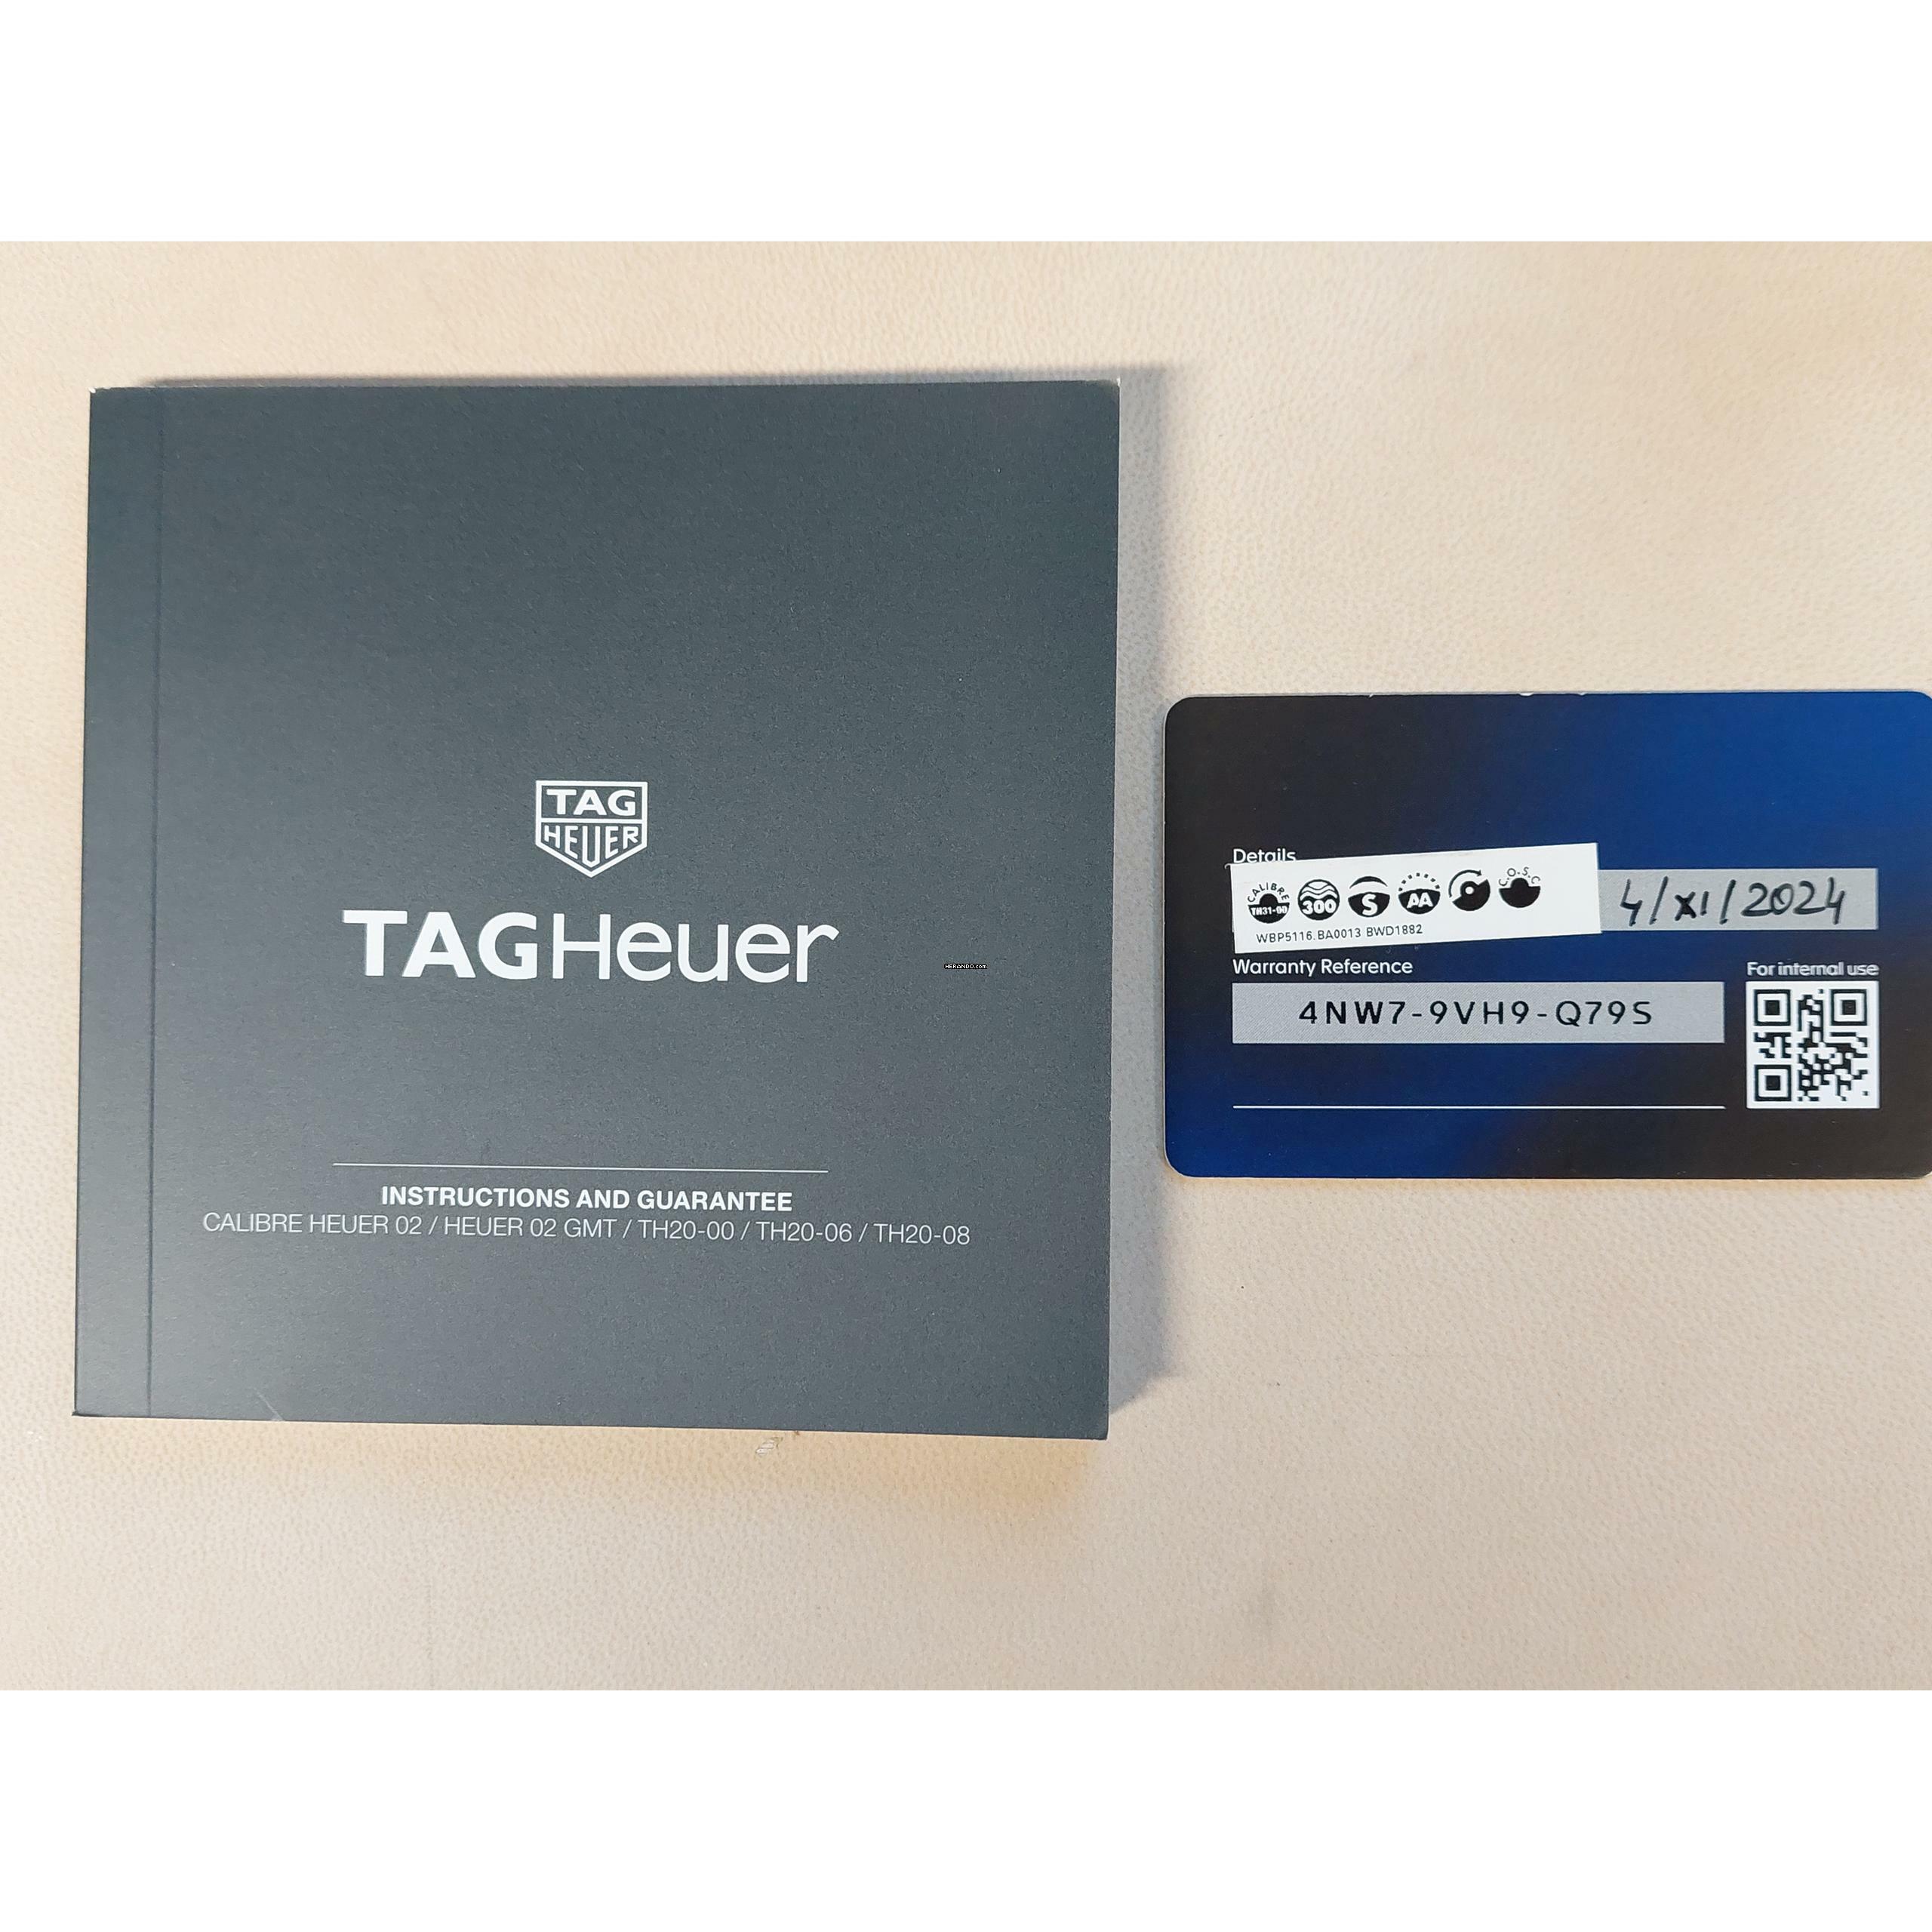 TAG
HEUER
TAGHeuer
HERANDO.com
INSTRUCTIONS AND GUARANTEE
CALIBRE HEUER 02 / HEUER 02 GMT / TH20-00 / TH20-06 / TH20-08
Details
CALIBRE
TH31-00
300
S
AA
C.O.S.C
WBP5116.BA0013 BWD1882
4/XI/2024
Warranty Reference
For internal use
4NW7-9VH9-Q79S